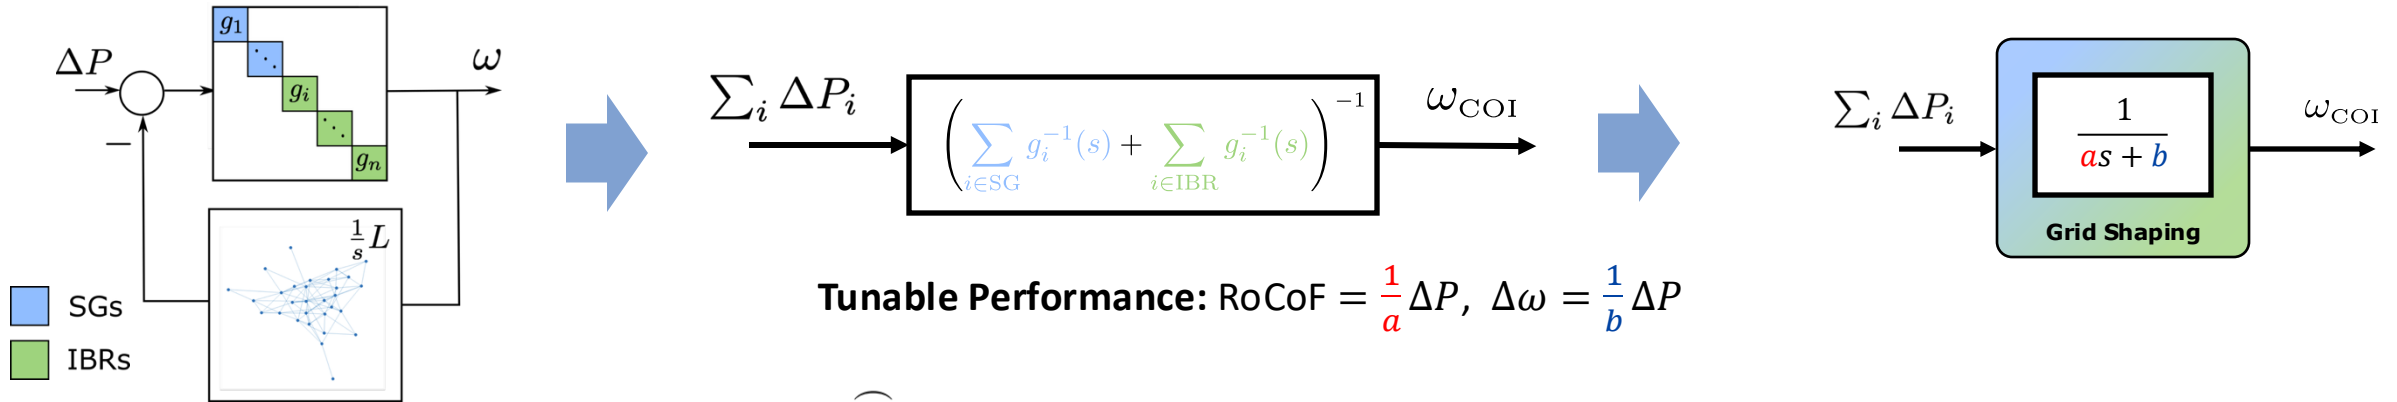 ΔP
−
g₁
⋱
gᵢ
⋱
gₙ
ω
1/s L
SGs
IBRs
∑ᵢ ΔPᵢ
(∑_{i∈SG} gᵢ⁻¹(s) + ∑_{i∈IBR} gᵢ⁻¹(s))⁻¹
ω_COI
Tunable Performance: RoCoF = 1/a ΔP, Δω = 1/b ΔP
∑ᵢ ΔPᵢ
1/(as + b)
Grid Shaping
ω_COI